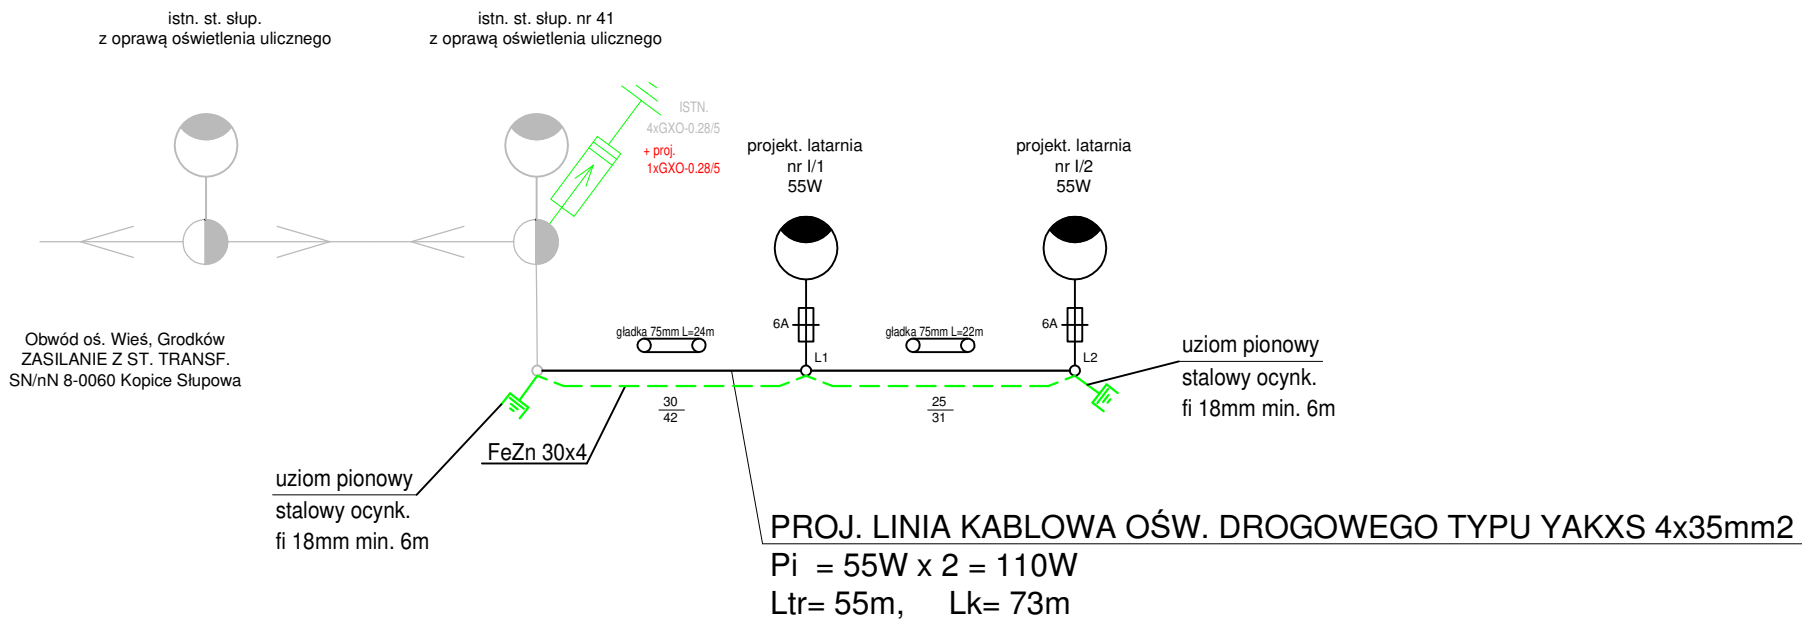 istn. st. słup.
z oprawą oświetlenia ulicznego
istn. st. słup. nr 41
z oprawą oświetlenia ulicznego
ISTN.
4xGXO-0.28/5
+ proj.
1xGXO-0.28/5
projekt. latarnia
nr I/1
55W
projekt. latarnia
nr I/2
55W
6A
6A
gładka 75mm L=24m
gładka 75mm L=22m
L1
L2
Obwód oś. Wieś, Grodków
ZASILANIE Z ST. TRANSF.
SN/nN 8-0060 Kopice Słupowa
uziom pionowy
stalowy ocynk.
fi 18mm min. 6m
30
42
25
31
FeZn 30x4
uziom pionowy
stalowy ocynk.
fi 18mm min. 6m
PROJ. LINIA KABLOWA OŚW. DROGOWEGO TYPU YAKXS 4x35mm2
Pi = 55W x 2 = 110W
Ltr= 55m, Lk= 73m